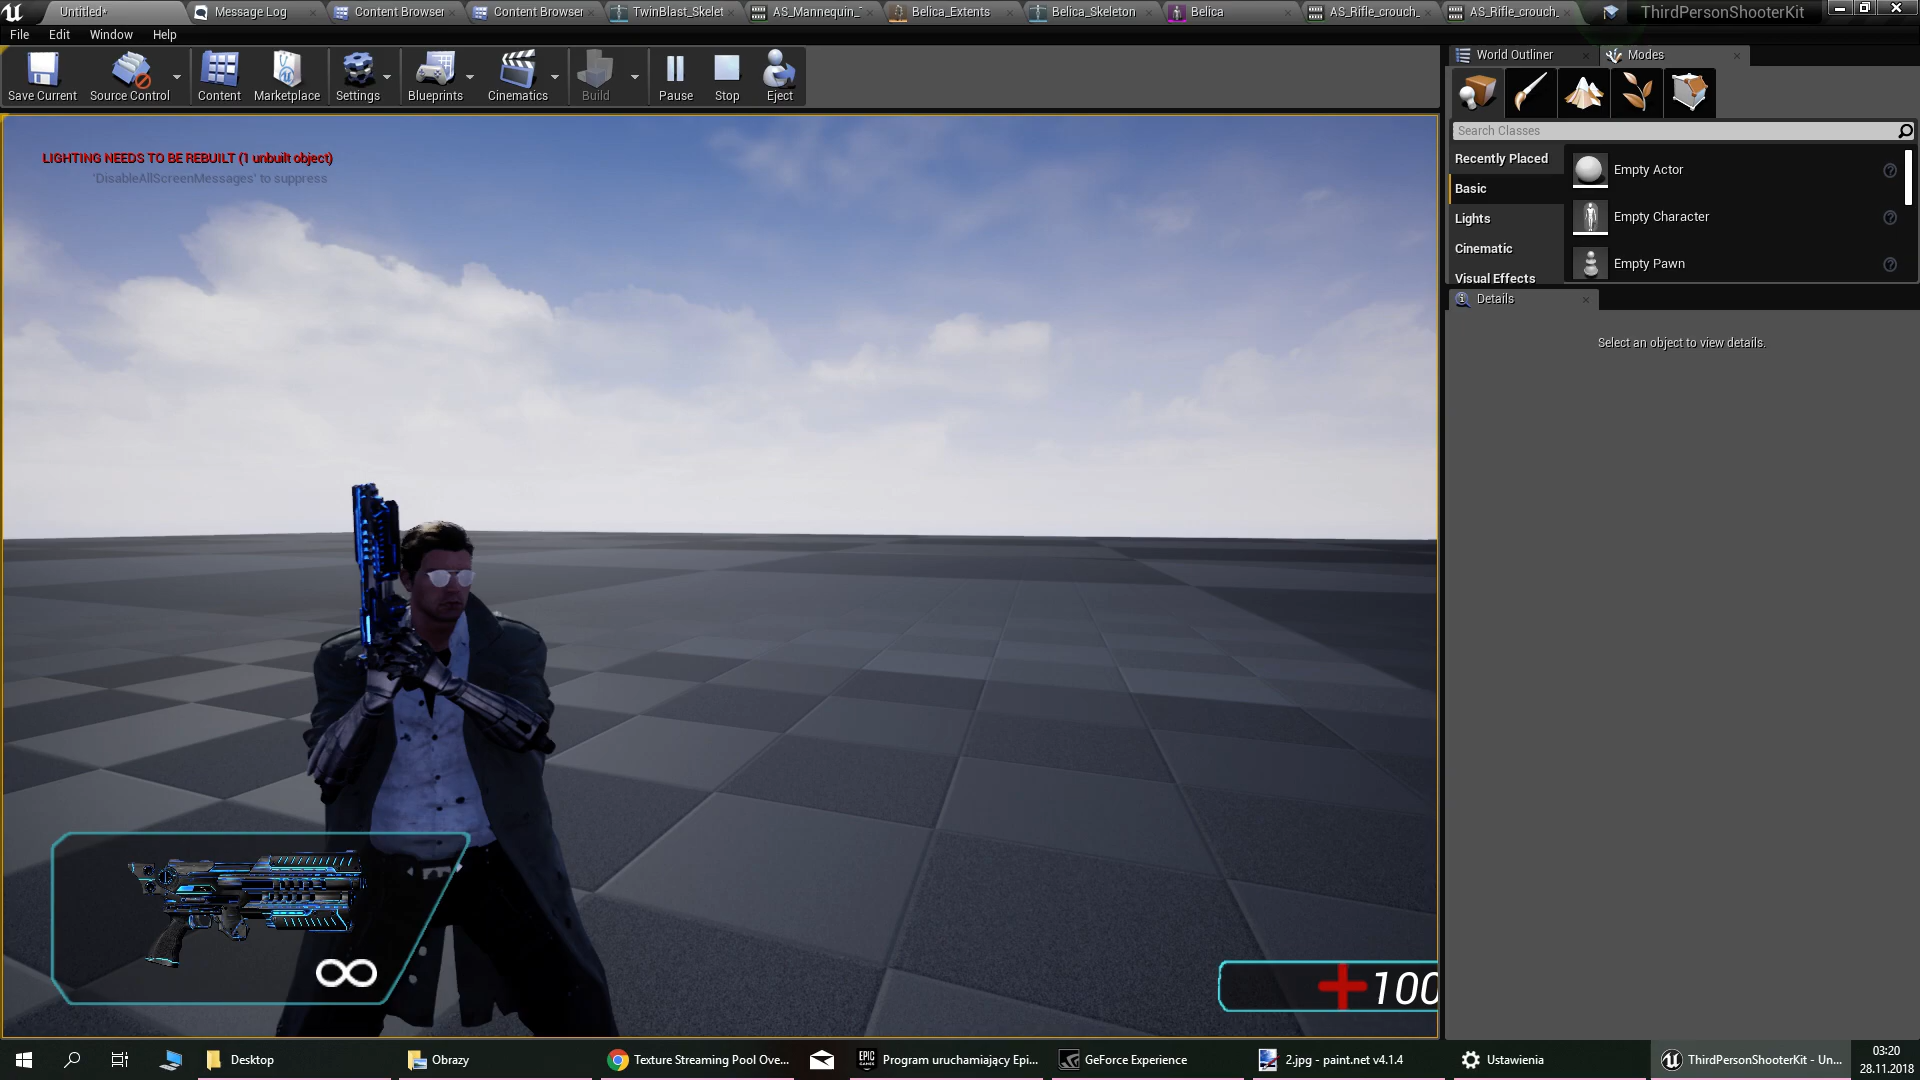 Untitled*
Message Log
Content Browser
Content Browser
TwinBlast_Skelet
AS_Mannequin_T
Belica_Extents
Belica_Skeleton
Belica
AS_Rifle_crouch_
AS_Rifle_crouch_
ThirdPersonShooterKit
File Edit Window Help
Save Current
Source Control
Content
Marketplace
Settings
Blueprints
Cinematics
Build
Pause
Stop
Eject
World Outliner
Modes
Search Classes
Recently Placed
Basic
Lights
Cinematic
Visual Effects
Empty Actor
Empty Character
Empty Pawn
Details
Select an object to view details.
LIGHTING NEEDS TO BE REBUILT (1 unbuilt object)
'DisableAllScreenMessages' to suppress
100
Desktop
Obrazy
Texture Streaming Pool Ove...
EPIC
GAMES
Program uruchamiający Epi...
GeForce Experience
2.jpg - paint.net v4.1.4
Ustawienia
ThirdPersonShooterKit - Un...
03:20
28.11.2018